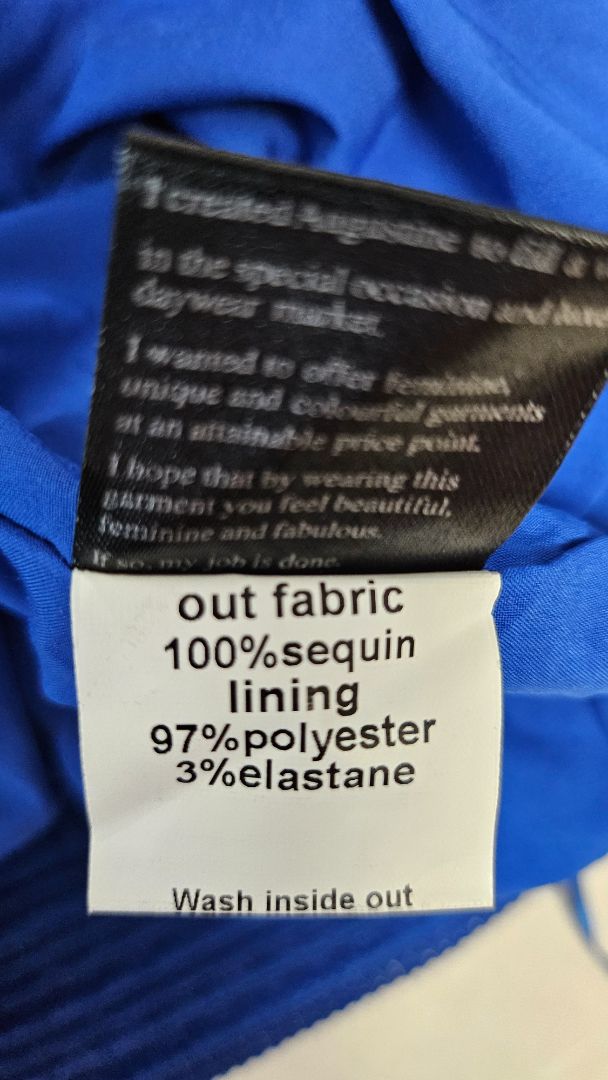 I created Augustine to fill a
in the special occasion and
daywear market.
I wanted to offer feminine,
unique and colourful garments
at an attainable price point.
I hope that by wearing this
garment you feel beautiful,
feminine and fabulous.
If so, my job is done.
out fabric
100%sequin
lining
97%polyester
3%elastane
Wash inside out